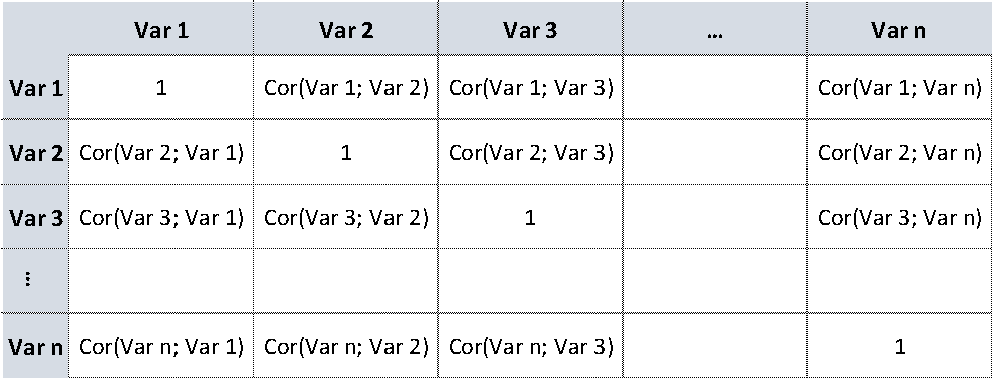 Var 1 Var 2 Var 3 ... Var n
Var 1 1 Cor(Var 1; Var 2) Cor(Var 1; Var 3) Cor(Var 1; Var n)
Var 2 Cor(Var 2; Var 1) 1 Cor(Var 2; Var 3) Cor(Var 2; Var n)
Var 3 Cor(Var 3; Var 1) Cor(Var 3; Var 2) 1 Cor(Var 3; Var n)
⋮
Var n Cor(Var n; Var 1) Cor(Var n; Var 2) Cor(Var n; Var 3) 1